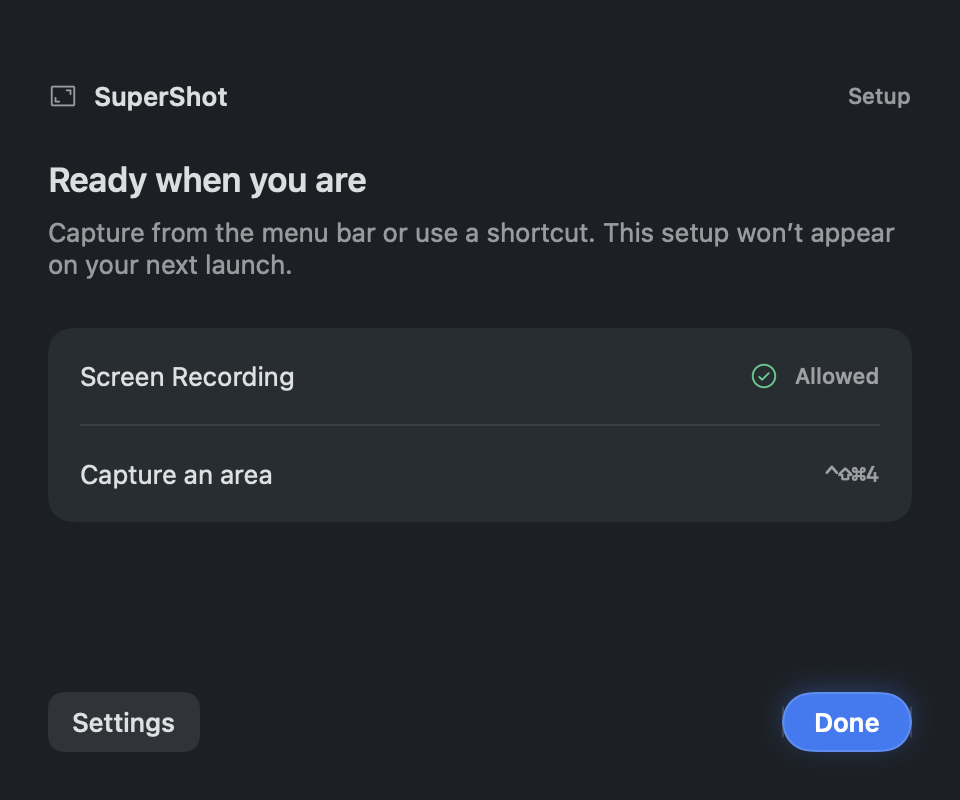 SuperShot
Setup
Ready when you are
Capture from the menu bar or use a shortcut. This setup won’t appear
on your next launch.
Screen Recording
Allowed
Capture an area
^⇧⌘4
Settings
Done